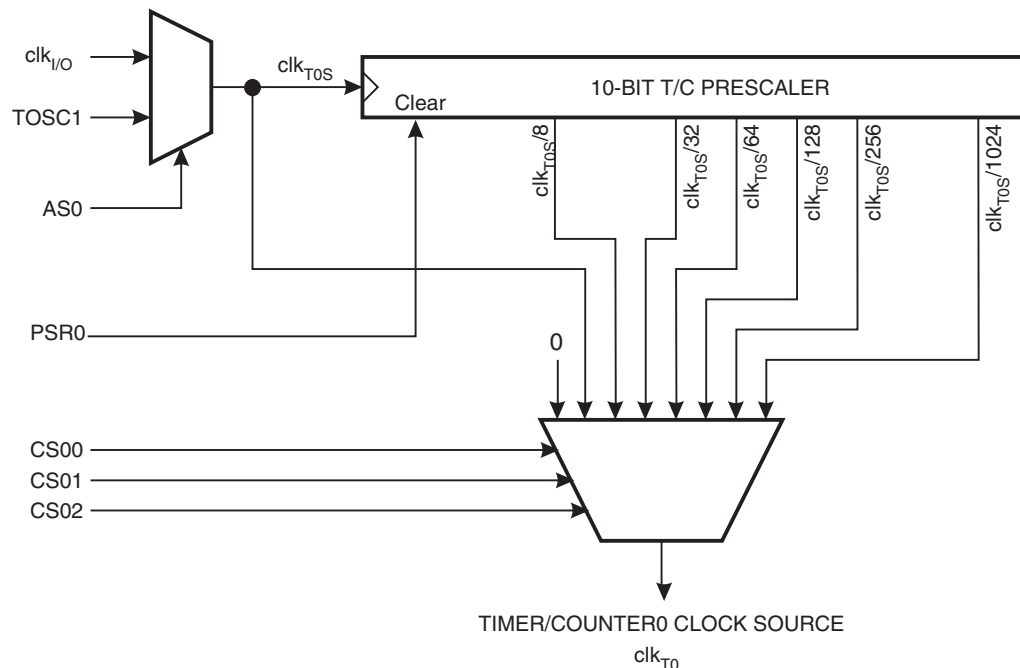 clkI/O
TOSC1
AS0
PSR0
CS00
CS01
CS02
clkT0S
10-BIT T/C PRESCALER
Clear
clkT0S/8
clkT0S/32
clkT0S/64
clkT0S/128
clkT0S/256
clkT0S/1024
0
TIMER/COUNTER0 CLOCK SOURCE
clkT0